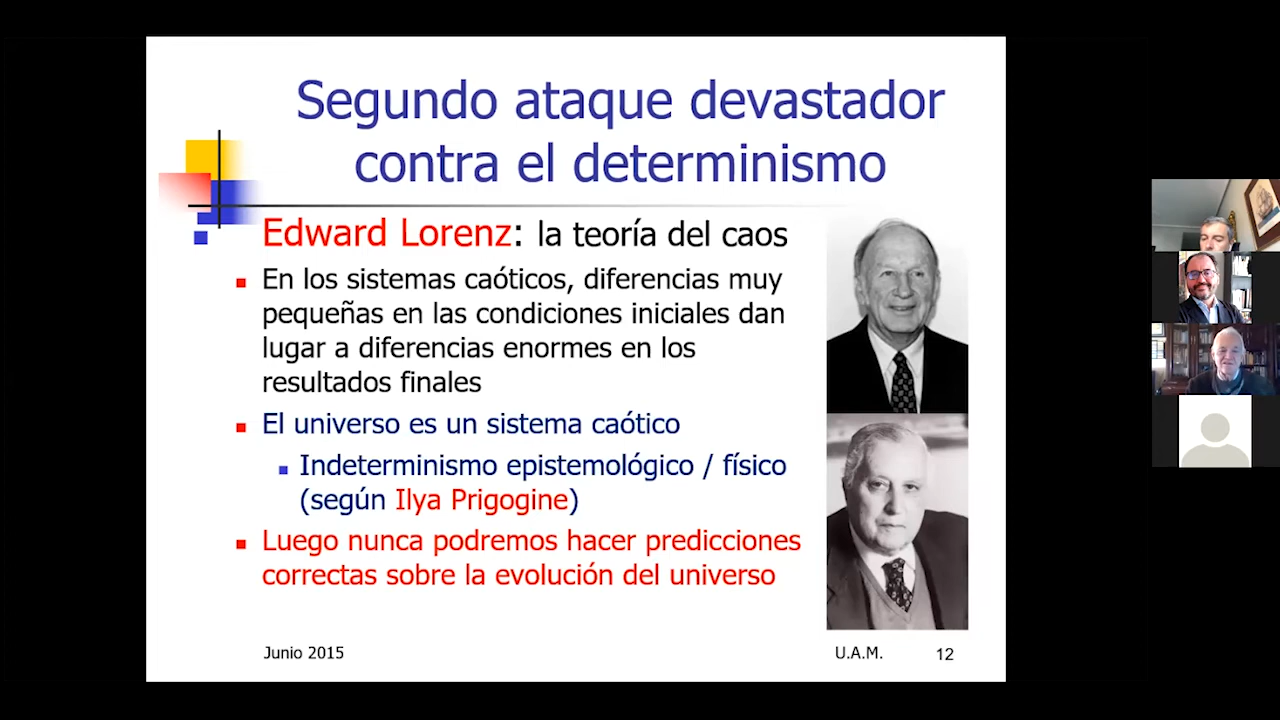 Segundo ataque devastador
contra el determinismo
Edward Lorenz: la teoría del caos
En los sistemas caóticos, diferencias muy
pequeñas en las condiciones iniciales dan
lugar a diferencias enormes en los
resultados finales
El universo es un sistema caótico
Indeterminismo epistemológico / físico
(según Ilya Prigogine)
Luego nunca podremos hacer predicciones
correctas sobre la evolución del universo
Junio 2015
U.A.M.
12